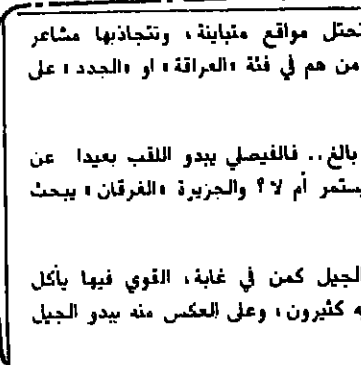 تحتل مواقع متباينة، وتتجاذبها مشاعر
من هم في فئة «العراقة» او «الجدد» على
بالغ.. فالفيصلي يبدو اللقب بعيدا عن
يستمر أم لا؟ والجزيرة «الغرقان» يبحث
الجيل كمن في غابة، القوي فيها يأكل
كثيرون، وعلى العكس منه يبدو الجيل